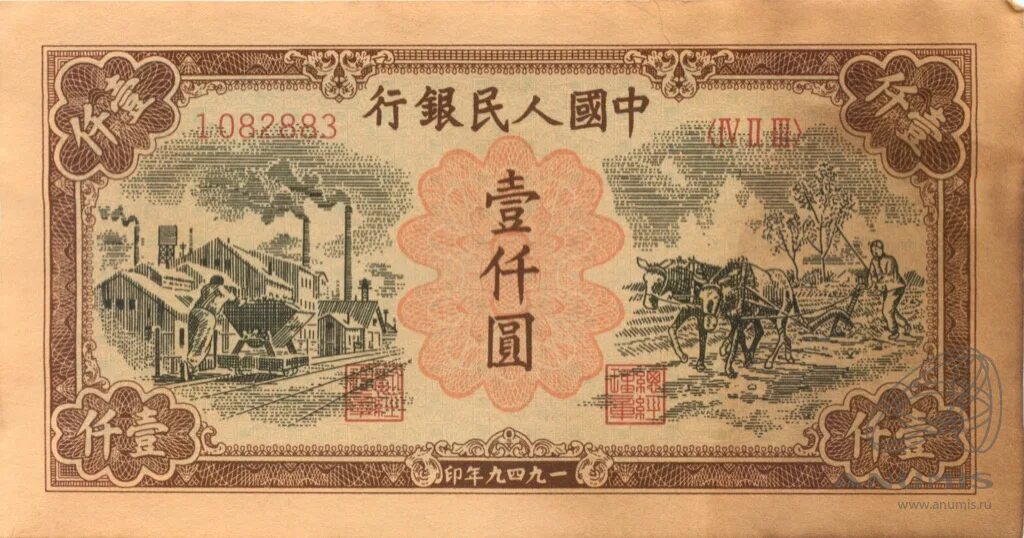 中國人民銀行
壹仟
壹仟
1082883
〈IV II III〉
壹仟圓
壹仟
壹仟
一九四九年印
ANUMIS
www.anumis.ru